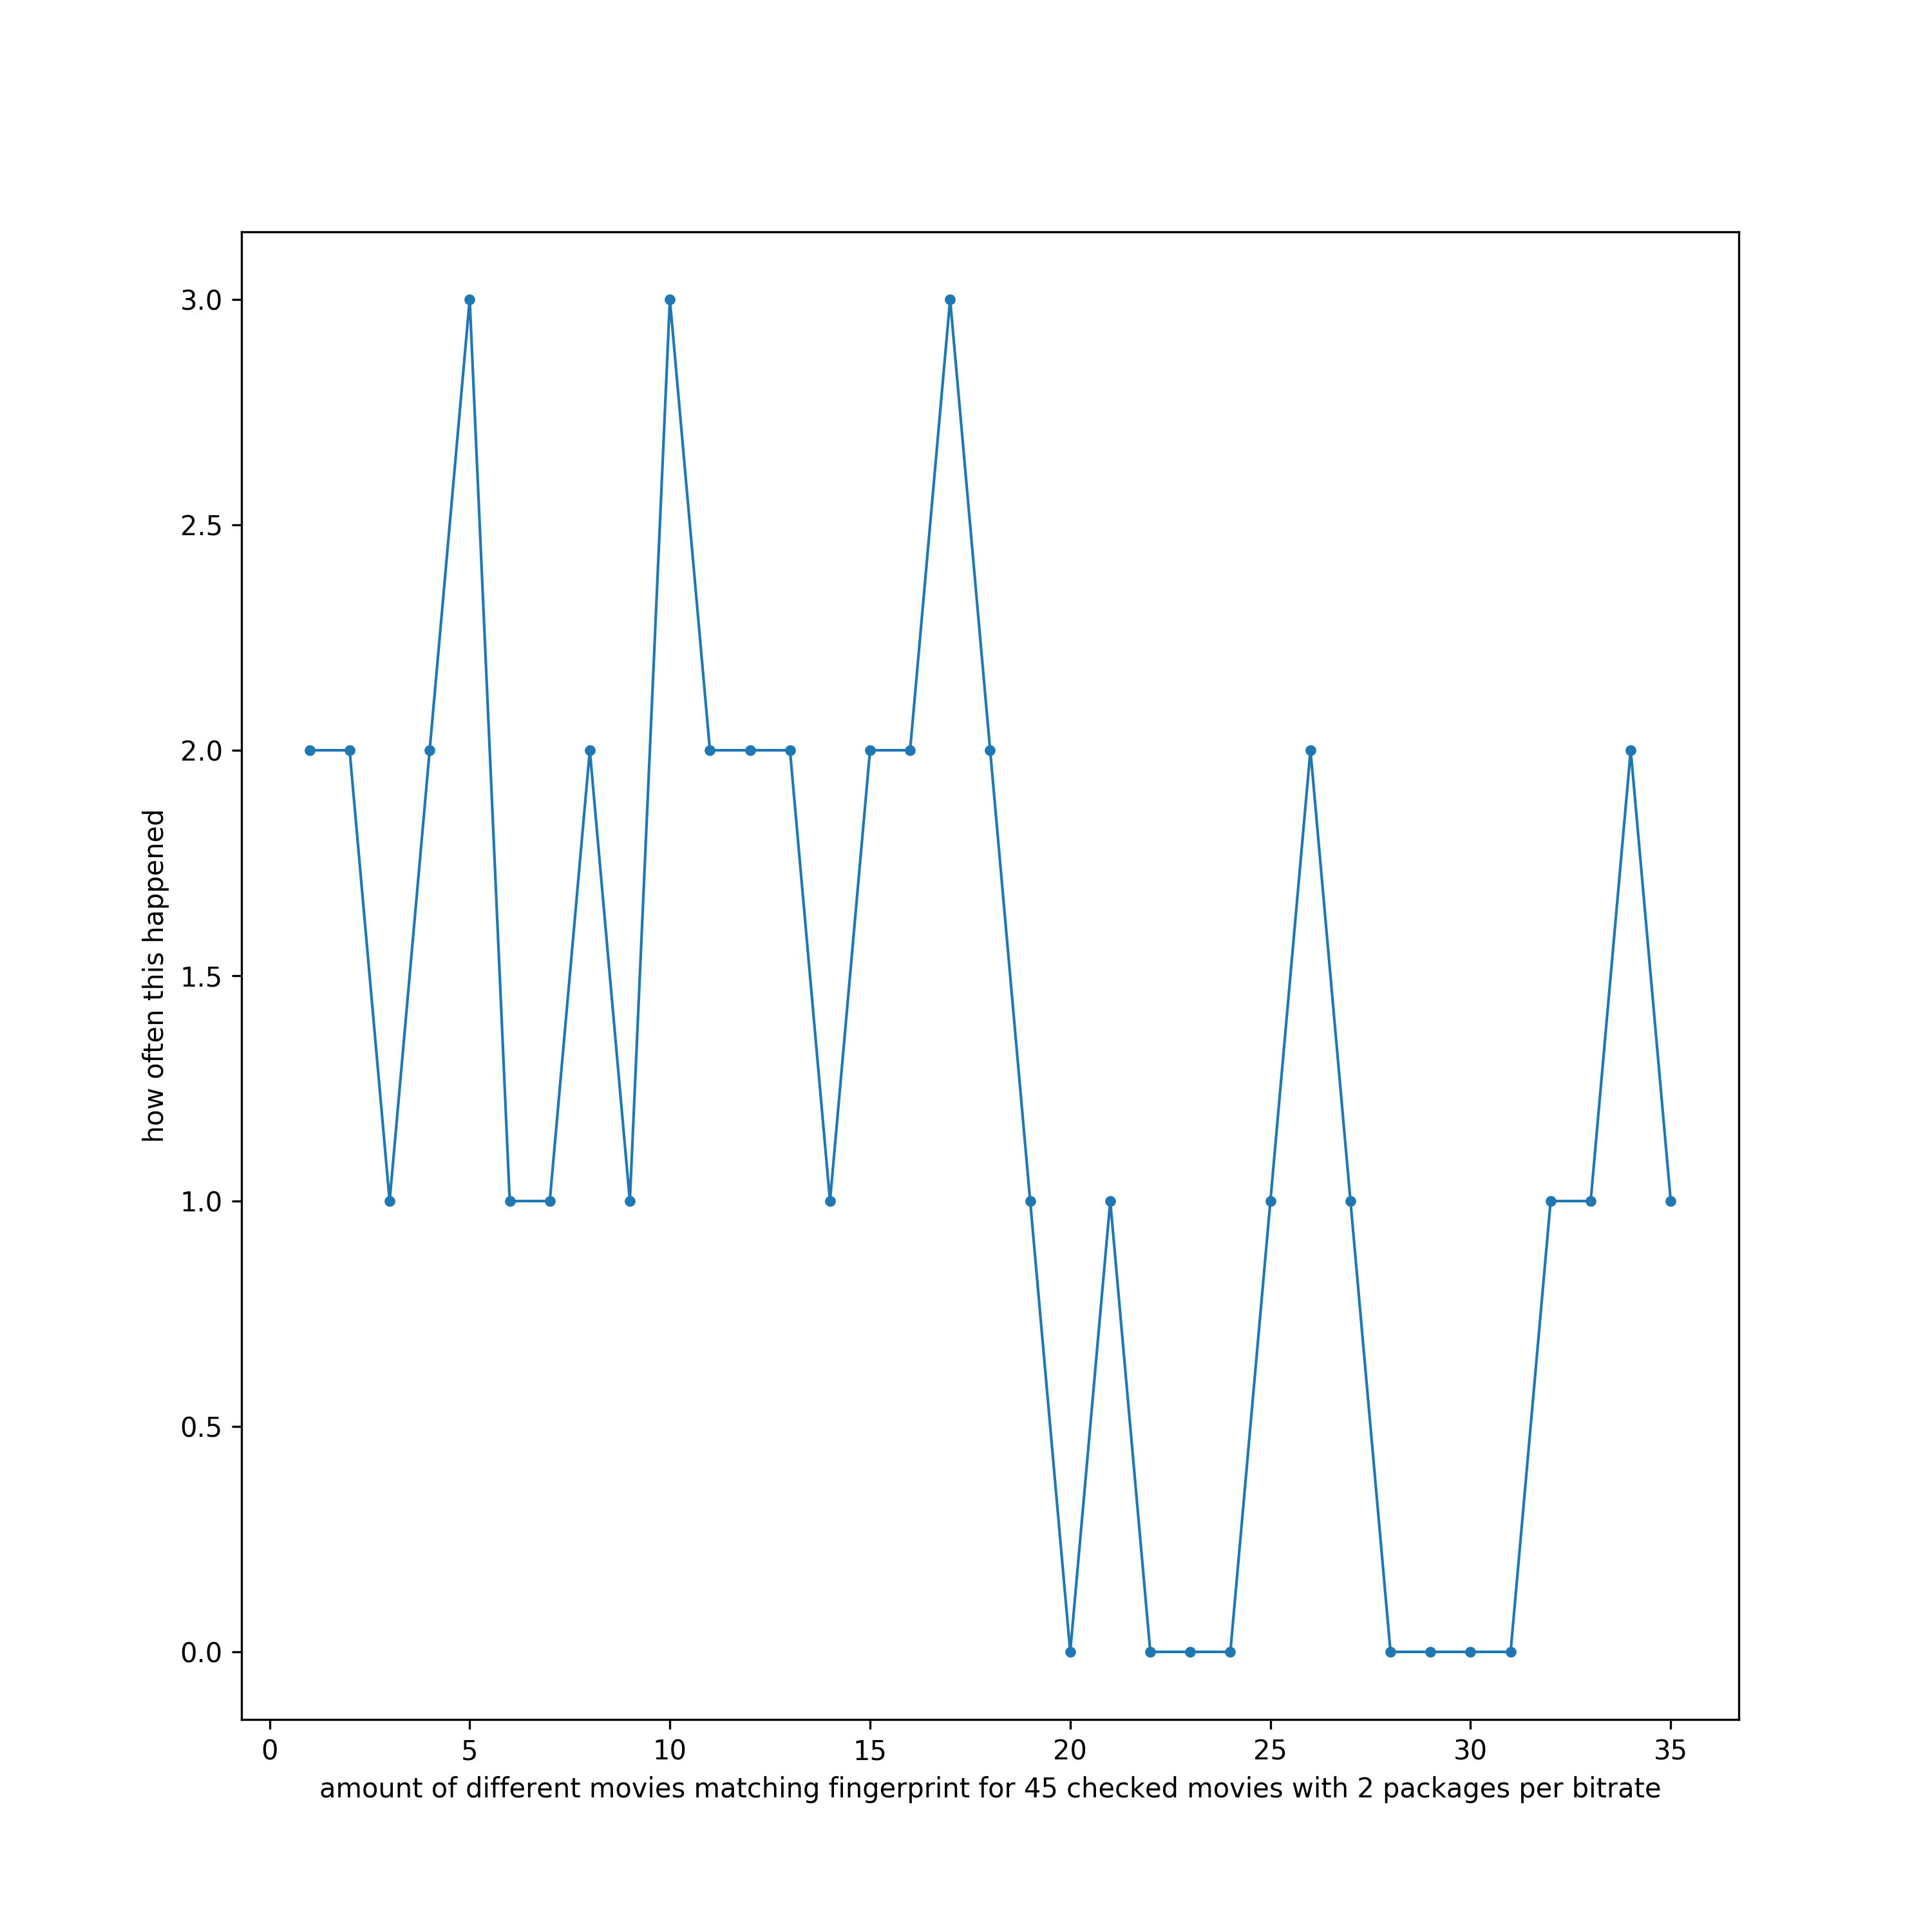 3.0
2.5
2.0
1.5
1.0
0.5
0.0
how often this happened
0 5 10 15 20 25 30 35
amount of different movies matching fingerprint for 45 checked movies with 2 packages per bitrate